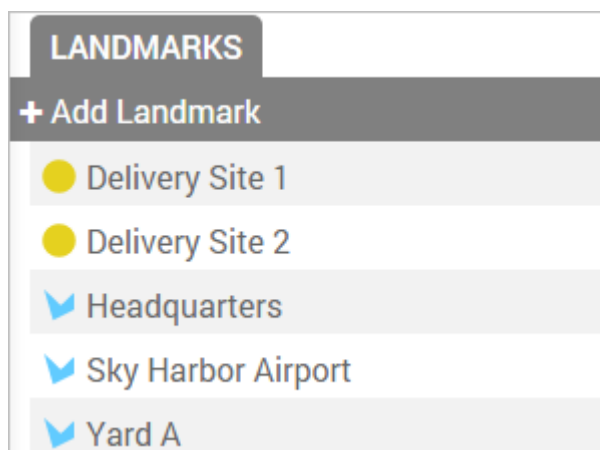 LANDMARKS
+ Add Landmark
Delivery Site 1
Delivery Site 2
Headquarters
Sky Harbor Airport
Yard A